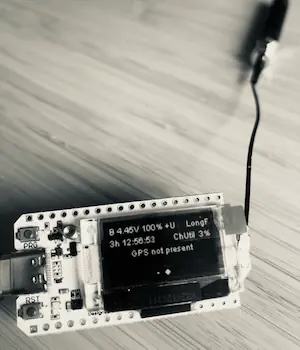 B 4.45V 100% +U LongF
3h 12:56:53 ChUtil 3%
GPS not present
PRG
RST